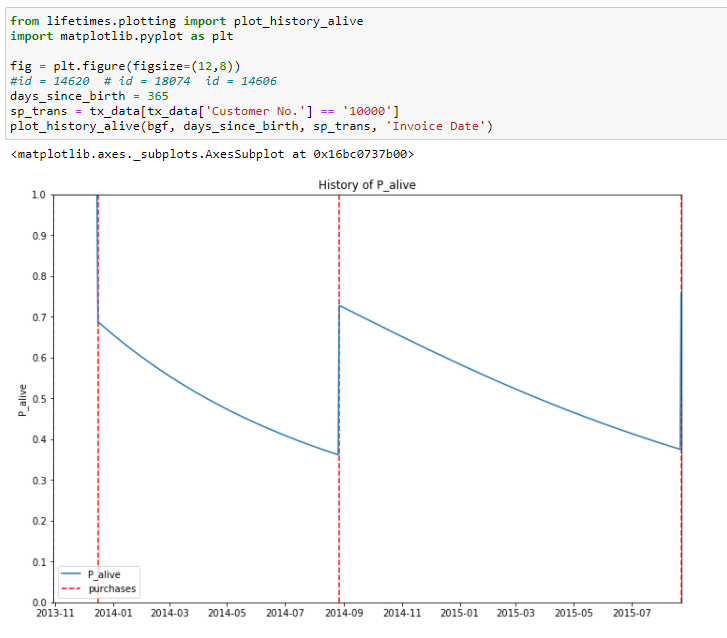 from lifetimes.plotting import plot_history_alive
import matplotlib.pyplot as plt
fig = plt.figure(figsize=(12,8))
#id = 14620  # id = 18074  id = 14606
days_since_birth = 365
sp_trans = tx_data[tx_data['Customer No.'] == '10000']
plot_history_alive(bgf, days_since_birth, sp_trans, 'Invoice Date')
<matplotlib.axes._subplots.AxesSubplot at 0x16bc0737b00>
History of P_alive
1.0
0.9
0.8
0.7
0.6
0.5
0.4
0.3
0.2
0.1
0.0
P_alive
P_alive
purchases
2013-11 2014-01 2014-03 2014-05 2014-07 2014-09 2014-11 2015-01 2015-03 2015-05 2015-07